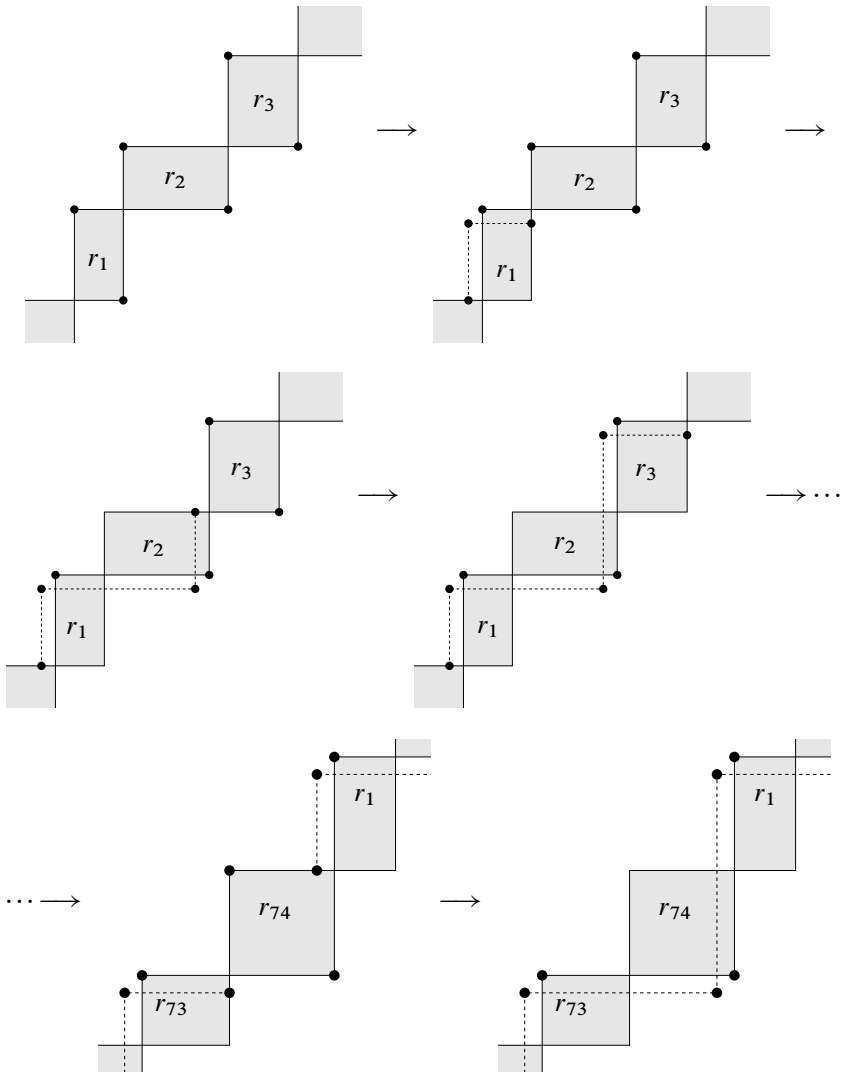 r₃ r₃
⟶ ⟶
r₂ r₂
r₁ r₁
r₃ r₃
⟶ ⟶ ⋯
r₂ r₂
r₁ r₁
r₁ r₁
⋯ ⟶ r₇₄ ⟶ r₇₄
r₇₃ r₇₃